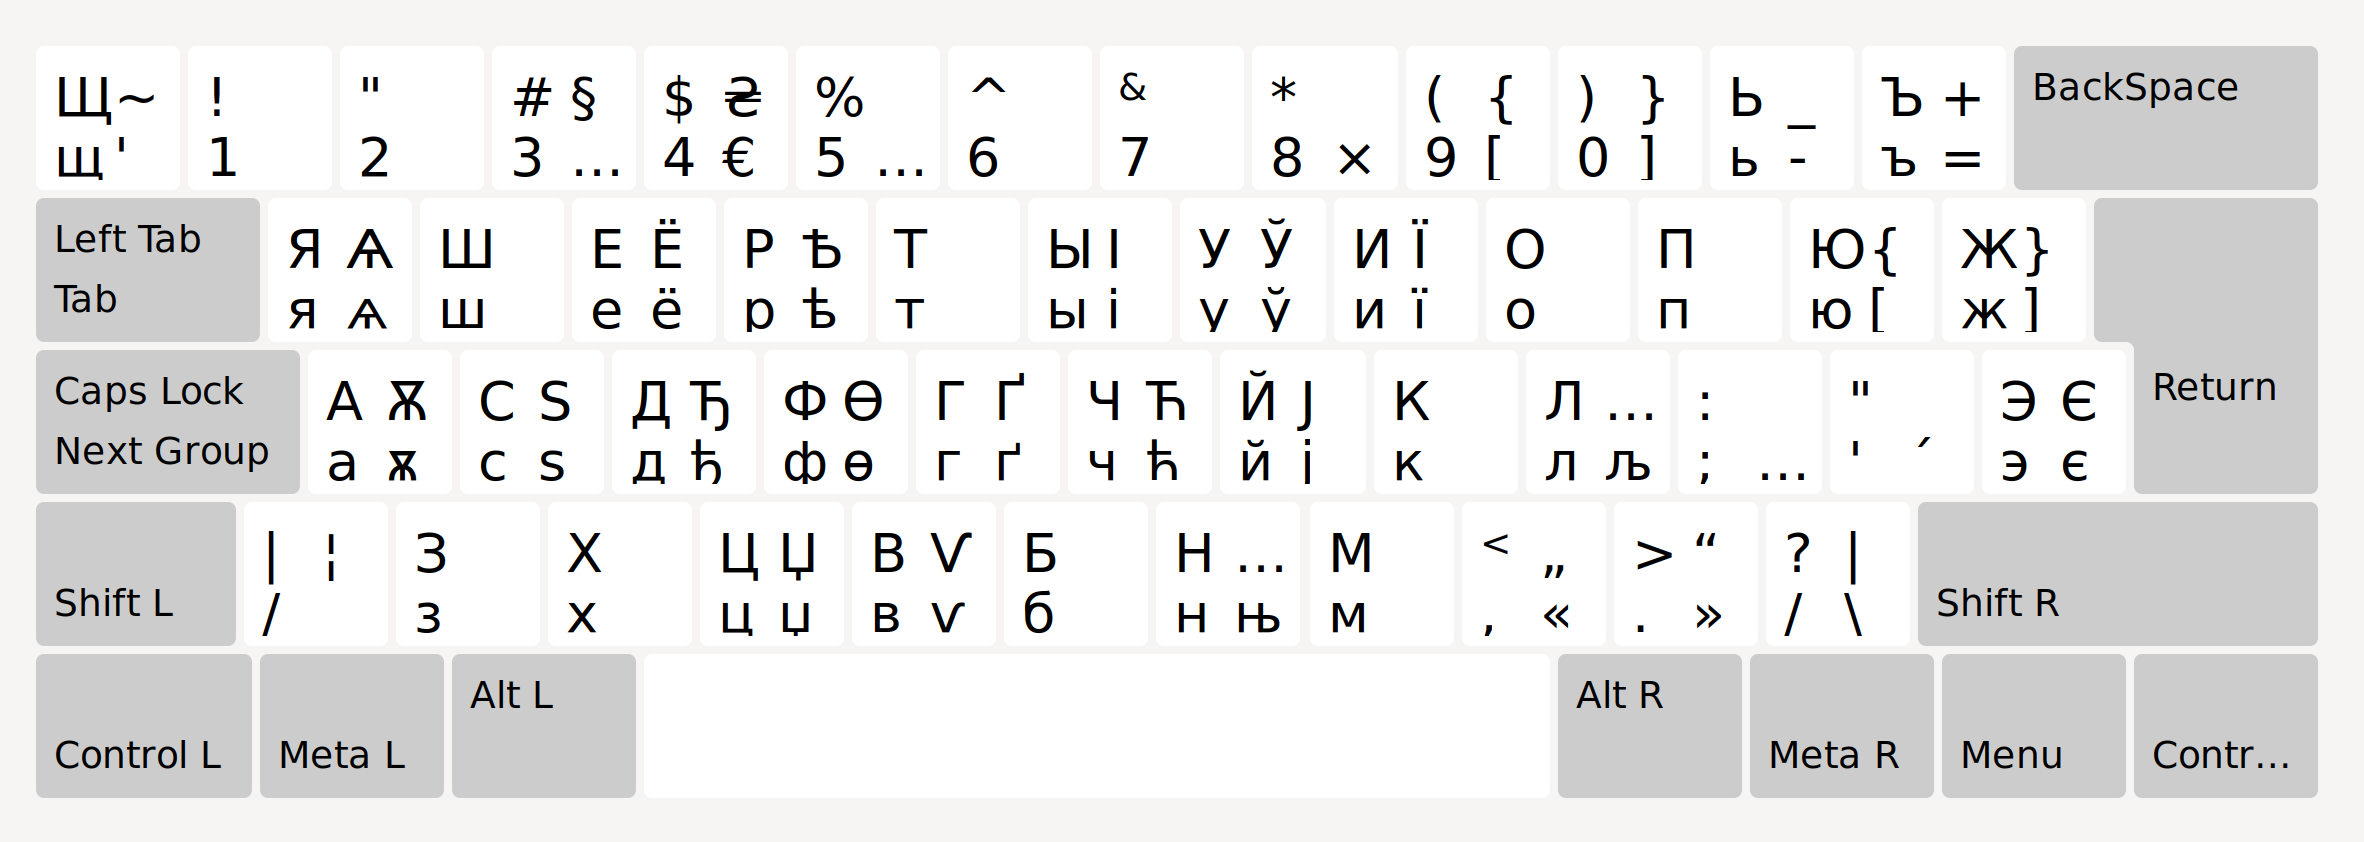 Щ~ ! " # § $ ₴ % ^ & * ( { ) } Ь _ Ъ + BackSpace
щ ' 1 2 3 … 4 € 5 … 6 7 8 × 9 [ 0 ] ь - ъ =
Left Tab Я Ѧ Ш Е Ё Р Ѣ Т Ы І У Ў И Ї О П Ю { Ж }
Tab я ѧ ш е ё р ѣ т ы і у ў и ї о п ю [ ж ]
Caps Lock А Ѫ С Ѕ Д Ђ Ф Ѳ Г Ґ Ч Ћ Й Ј К Л … : " Э Є Return
Next Group а ѫ с ѕ д ђ ф ѳ г ґ ч ћ й ј к л љ ; … ' ´ э є
| ¦ З Х Ц Џ В Ѵ Б Н … М < „ > “ ? |
Shift L / з х ц џ в ѵ б н њ м , « . » / \ Shift R
Alt L Alt R
Control L Meta L Meta R Menu Contr...